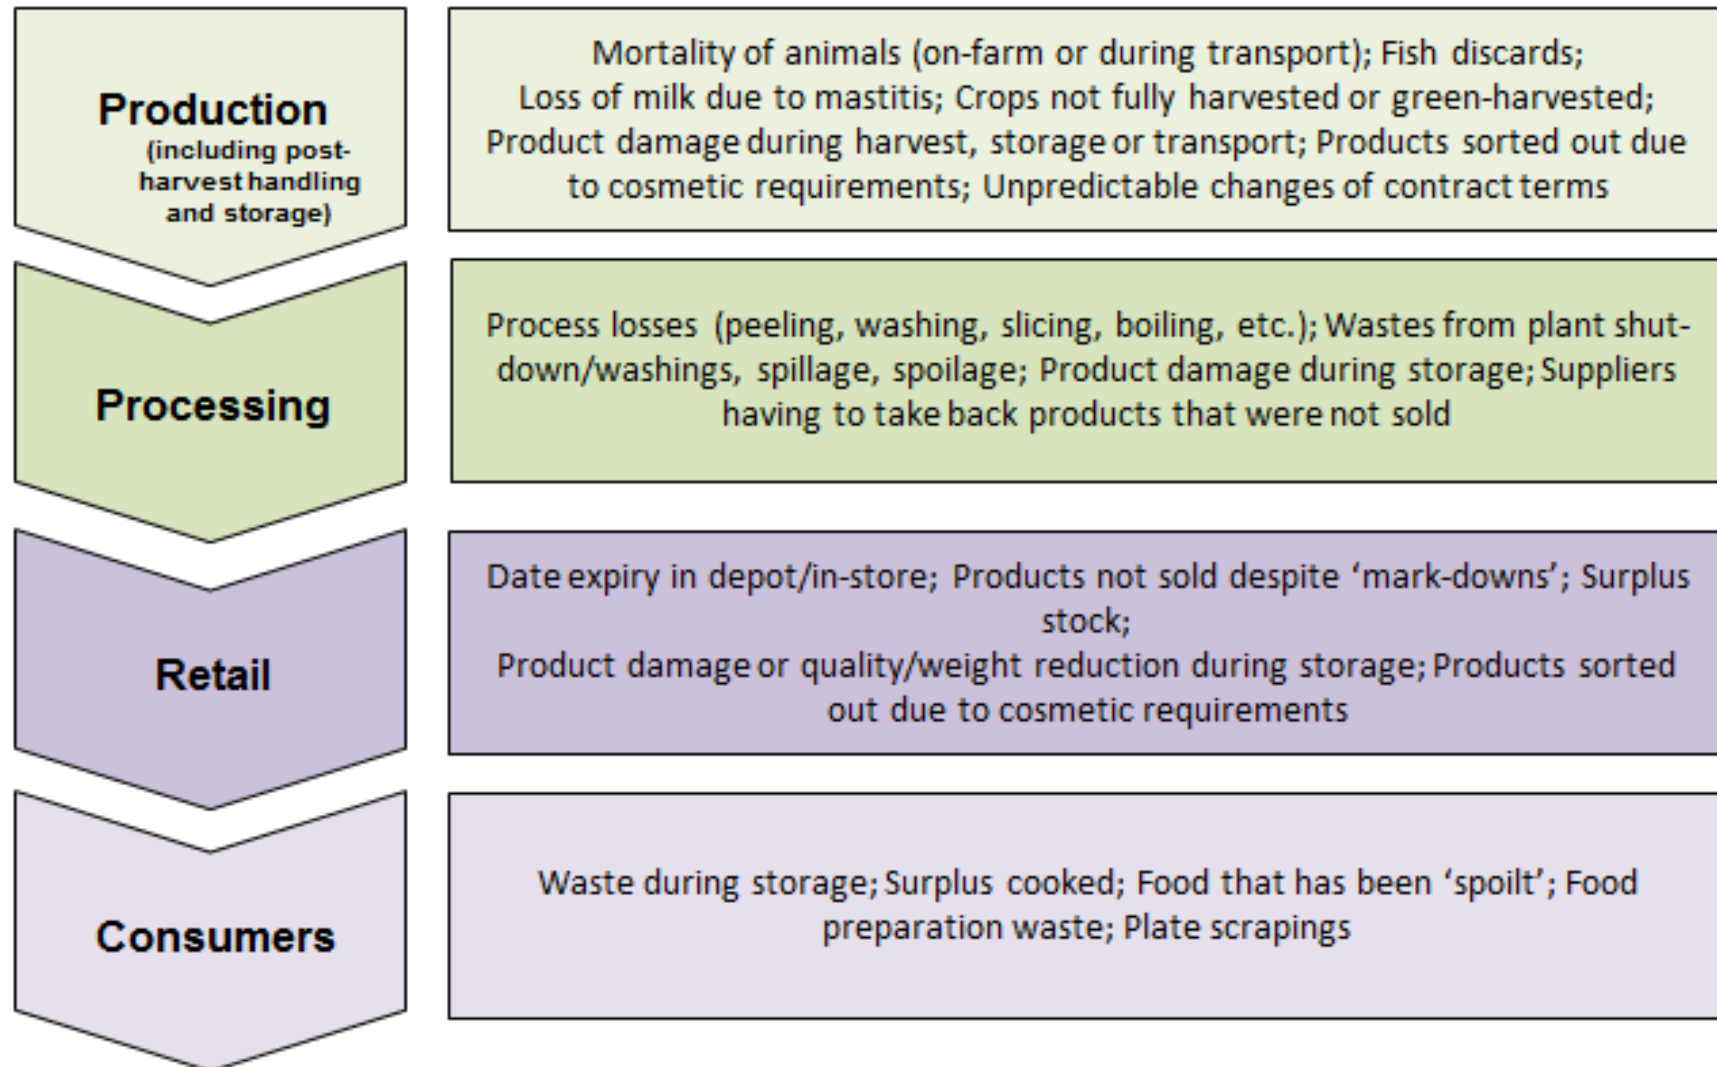 Production
(including post-
harvest handling
and storage)
Mortality of animals (on-farm or during transport); Fish discards;
Loss of milk due to mastitis; Crops not fully harvested or green-harvested;
Product damage during harvest, storage or transport; Products sorted out due
to cosmetic requirements; Unpredictable changes of contract terms
Processing
Process losses (peeling, washing, slicing, boiling, etc.); Wastes from plant shut-
down/washings, spillage, spoilage; Product damage during storage; Suppliers
having to take back products that were not sold
Retail
Date expiry in depot/in-store; Products not sold despite ‘mark-downs’; Surplus
stock;
Product damage or quality/weight reduction during storage; Products sorted
out due to cosmetic requirements
Consumers
Waste during storage; Surplus cooked; Food that has been ‘spoilt’; Food
preparation waste; Plate scrapings